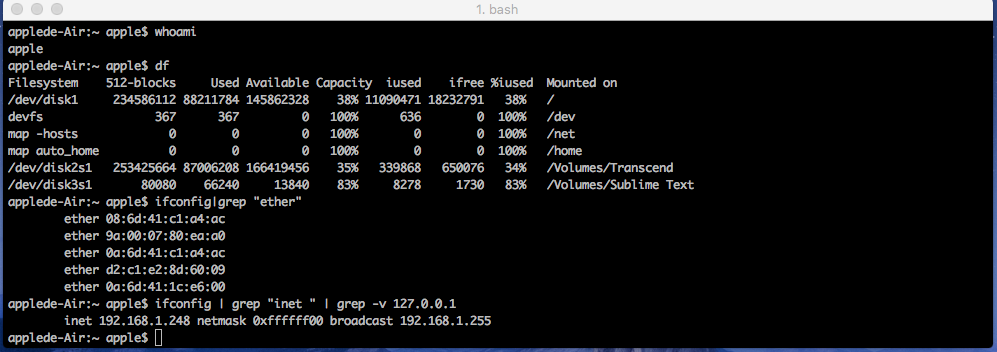 1. bash
applede-Air:~ apple$ whoami
apple
applede-Air:~ apple$ df
Filesystem    512-blocks     Used Available Capacity  iused    ifree %iused  Mounted on
/dev/disk1     234586112 88211784 145862328    38% 11090471 18232791   38%   /
devfs                367      367         0   100%      636        0  100%   /dev
map -hosts             0        0         0   100%        0        0  100%   /net
map auto_home          0        0         0   100%        0        0  100%   /home
/dev/disk2s1   253425664 87006208 166419456    35%   339868   650076   34%   /Volumes/Transcend
/dev/disk3s1       80080    66240     13840    83%     8278     1730   83%   /Volumes/Sublime Text
applede-Air:~ apple$ ifconfig|grep "ether"
        ether 08:6d:41:c1:a4:ac
        ether 9a:00:07:80:ea:a0
        ether 0a:6d:41:c1:a4:ac
        ether d2:c1:e2:8d:60:09
        ether 0a:6d:41:1c:e6:00
applede-Air:~ apple$ ifconfig | grep "inet " | grep -v 127.0.0.1
        inet 192.168.1.248 netmask 0xffffff00 broadcast 192.168.1.255
applede-Air:~ apple$